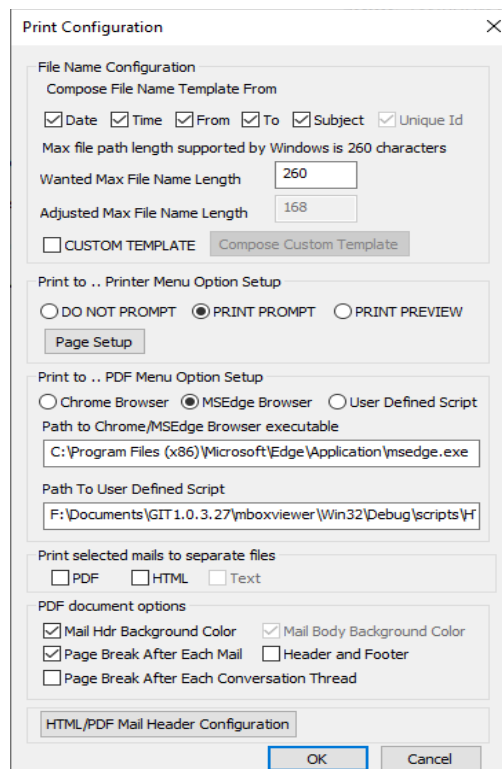 Print Configuration
File Name Configuration
Compose File Name Template From
Date Time From To Subject Unique Id
Max file path length supported by Windows is 260 characters
Wanted Max File Name Length 260
Adjusted Max File Name Length 168
CUSTOM TEMPLATE Compose Custom Template
Print to .. Printer Menu Option Setup
DO NOT PROMPT PRINT PROMPT PRINT PREVIEW
Page Setup
Print to .. PDF Menu Option Setup
Chrome Browser MSEdge Browser User Defined Script
Path to Chrome/MSEdge Browser executable
C:\Program Files (x86)\Microsoft\Edge\Application\msedge.exe
Path To User Defined Script
F:\Documents\GIT1.0.3.27\mboxviewer\Win32\Debug\scripts\H
Print selected mails to separate files
PDF HTML Text
PDF document options
Mail Hdr Background Color Mail Body Background Color
Page Break After Each Mail Header and Footer
Page Break After Each Conversation Thread
HTML/PDF Mail Header Configuration
OK Cancel